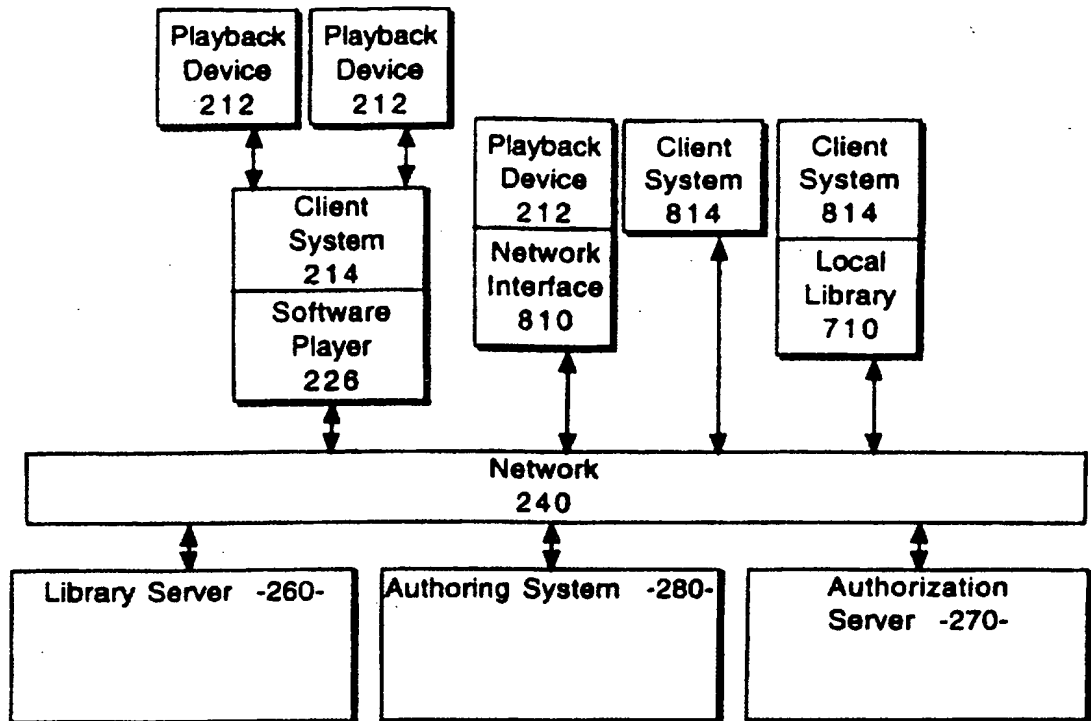 Playback
Device
212
Playback
Device
212
Client
System
214
Software
Player
226
Playback
Device
212
Network
Interface
810
Client
System
814
Client
System
814
Local
Library
710
Network
240
Library Server -260-
Authoring System -280-
Authorization
Server -270-